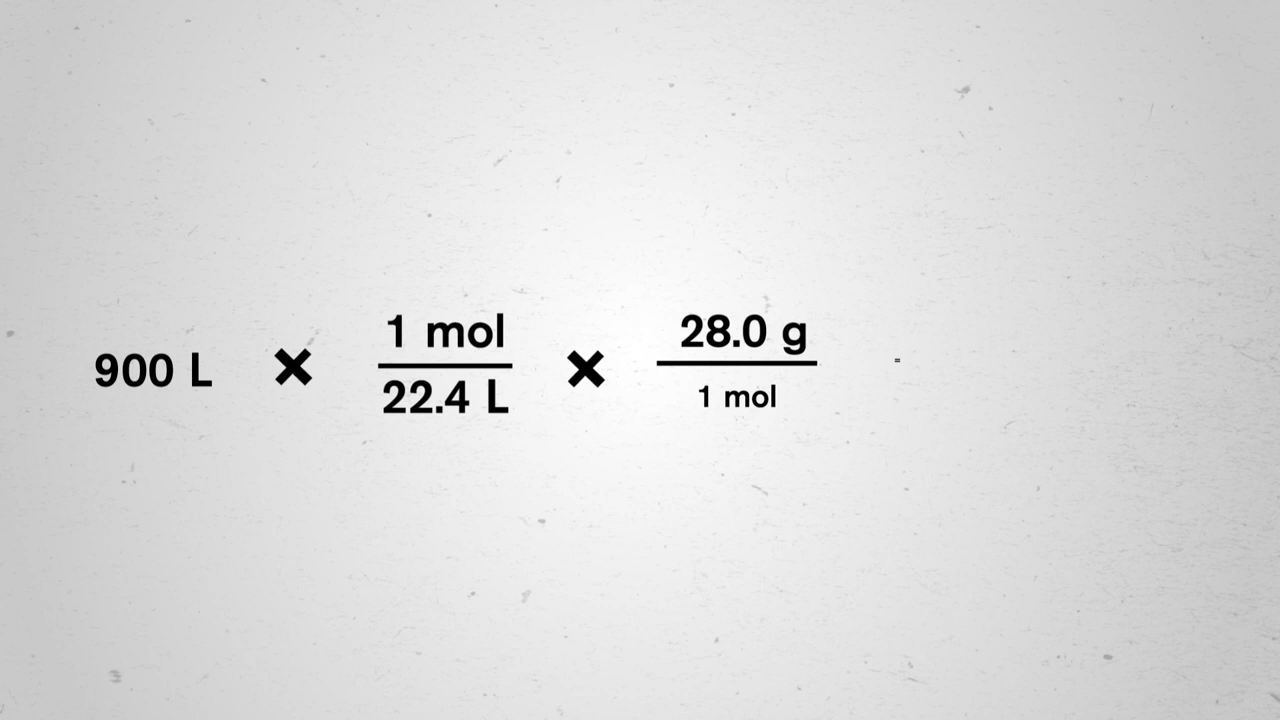 900 L × 1 mol / 22.4 L × 28.0 g / 1 mol =